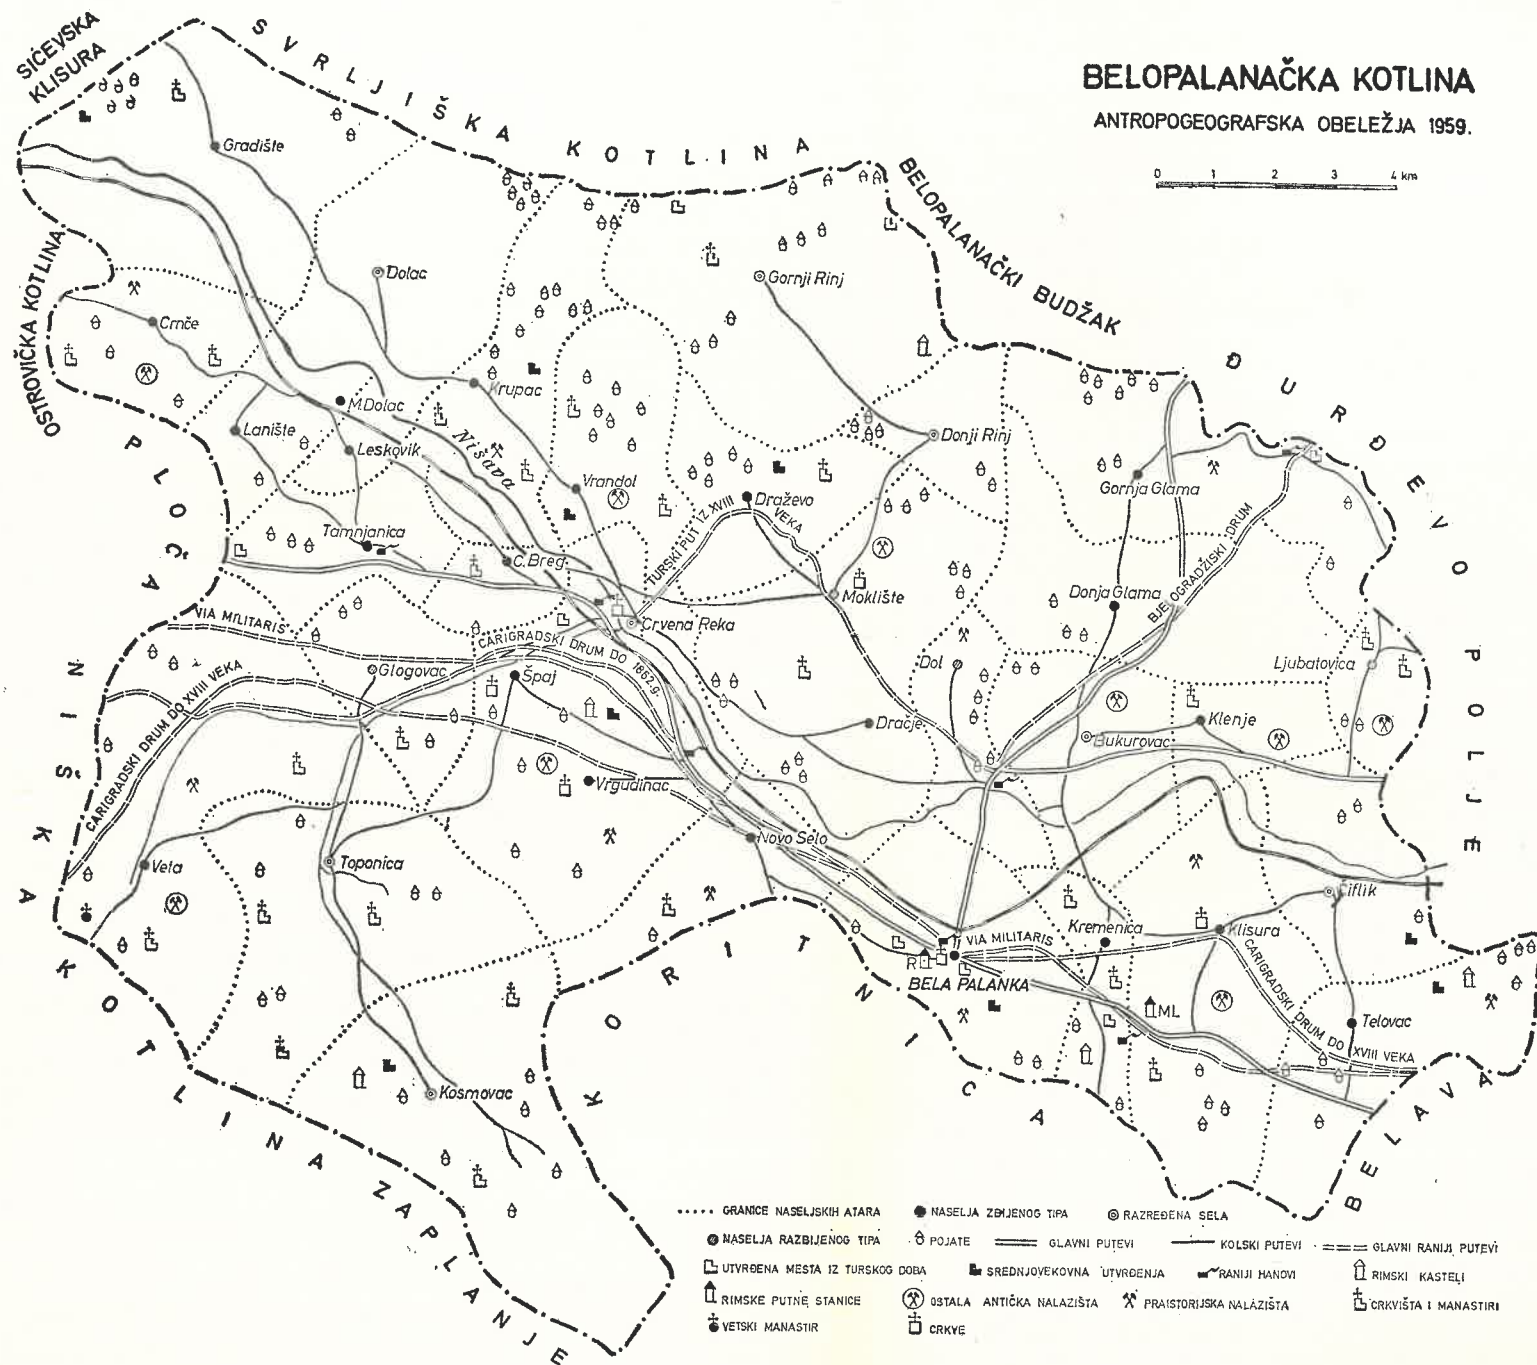 BELOPALANAČKA KOTLINA
ANTROPOGEOGRAFSKA OBELEŽJA 1959.
0 1 2 3 4 km
SIĆEVSKA
KLISURA
SVRLJIŠKA KOTLINA
BELOPALANAČKI BUDŽAK
OSTROVIČKA KOTLINA
ĐURĐEVO POLJE
PLOČA
NIŠKA KOTLINA
ZAPLANJE
KORITNICA
BELAVA
Gradište
Dolac
Gornji Rinj
Crnče
Krupac
M.Dolac
Lanište
Leskovik
Nišava
Donji Rinj
Gornja Glama
Vrandol
Draževo
TURSKI PUT IZ XVIII VEKA
Tamnjanica
C.Breg
Moklište
Donja Glama
BJELOGRADŽISKI DRUM
VIA MILITARIS
Crvena Reka
CARIGRADSKI DRUM DO 1862.g.
Glogovac
Špaj
Dol
Ljubatovica
CARIGRADSKI DRUM DO XVIII VEKA
Dračje
Klenje
Bukurovac
Vrgudinac
Novo Selo
Veta
Toponica
Čiflik
Kremenica
Klisura
VIA MILITARIS
R
BELA PALANKA
CARIGRADSKI DRUM DO XVIII VEKA
ML
Telovac
Kosmovac
GRANICE NASELJSKIH ATARA
NASELJA ZBIJENOG TIPA
RAZREĐENA SELA
NASELJA RAZBIJENOG TIPA
POJATE
GLAVNI PUTEVI
KOLSKI PUTEVI
GLAVNI RANIJI PUTEVI
UTVRĐENA MESTA IZ TURSKOG DOBA
SREDNJOVEKOVNA UTVRĐENJA
RANIJI HANOVI
RIMSKI KASTELI
RIMSKE PUTNE STANICE
OSTALA ANTIČKA NALAZIŠTA
PRAISTORIJSKA NALAZIŠTA
CRKVIŠTA I MANASTIRI
VETSKI MANASTIR
CRKVE